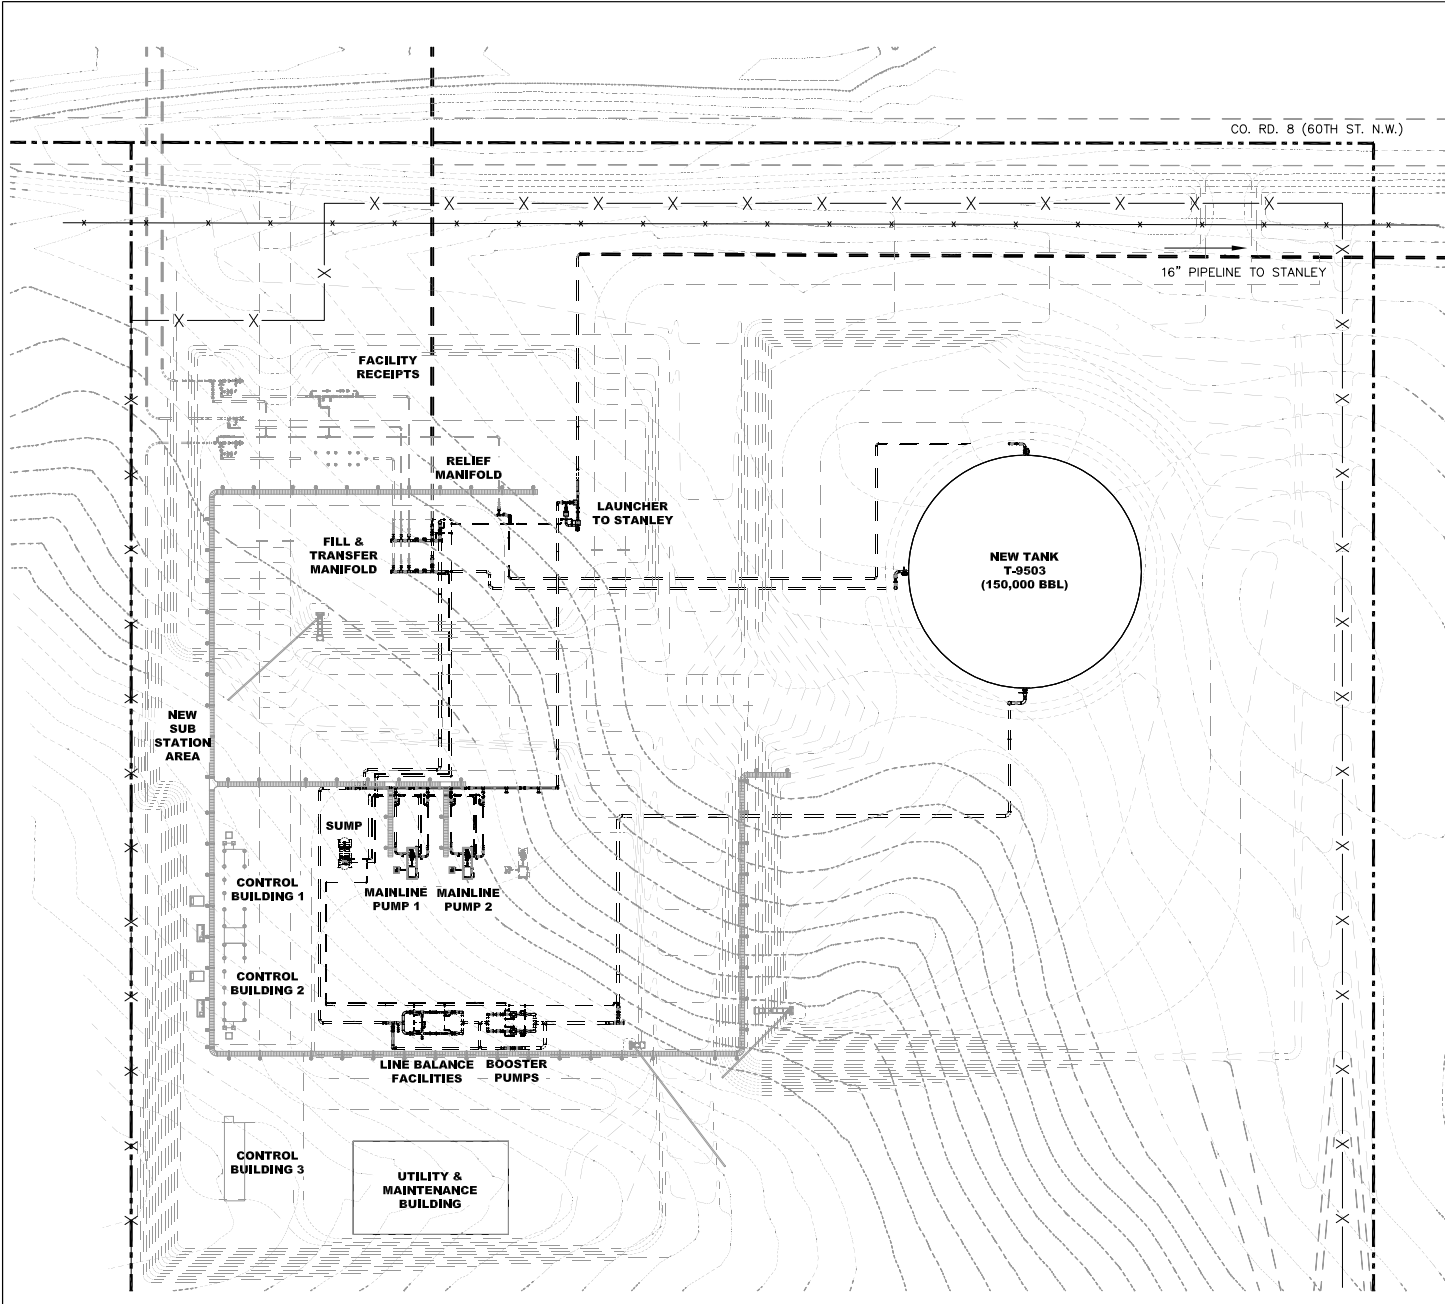 CO. RD. 8 (60TH ST. N.W.)
16" PIPELINE TO STANLEY
FACILITY
RECEIPTS
RELIEF
MANIFOLD
LAUNCHER
TO STANLEY
FILL &
TRANSFER
MANIFOLD
NEW TANK
T-9503
(150,000 BBL)
NEW
SUB
STATION
AREA
SUMP
CONTROL
BUILDING 1
MAINLINE
PUMP 1
MAINLINE
PUMP 2
CONTROL
BUILDING 2
LINE BALANCE
FACILITIES
BOOSTER
PUMPS
CONTROL
BUILDING 3
UTILITY &
MAINTENANCE
BUILDING